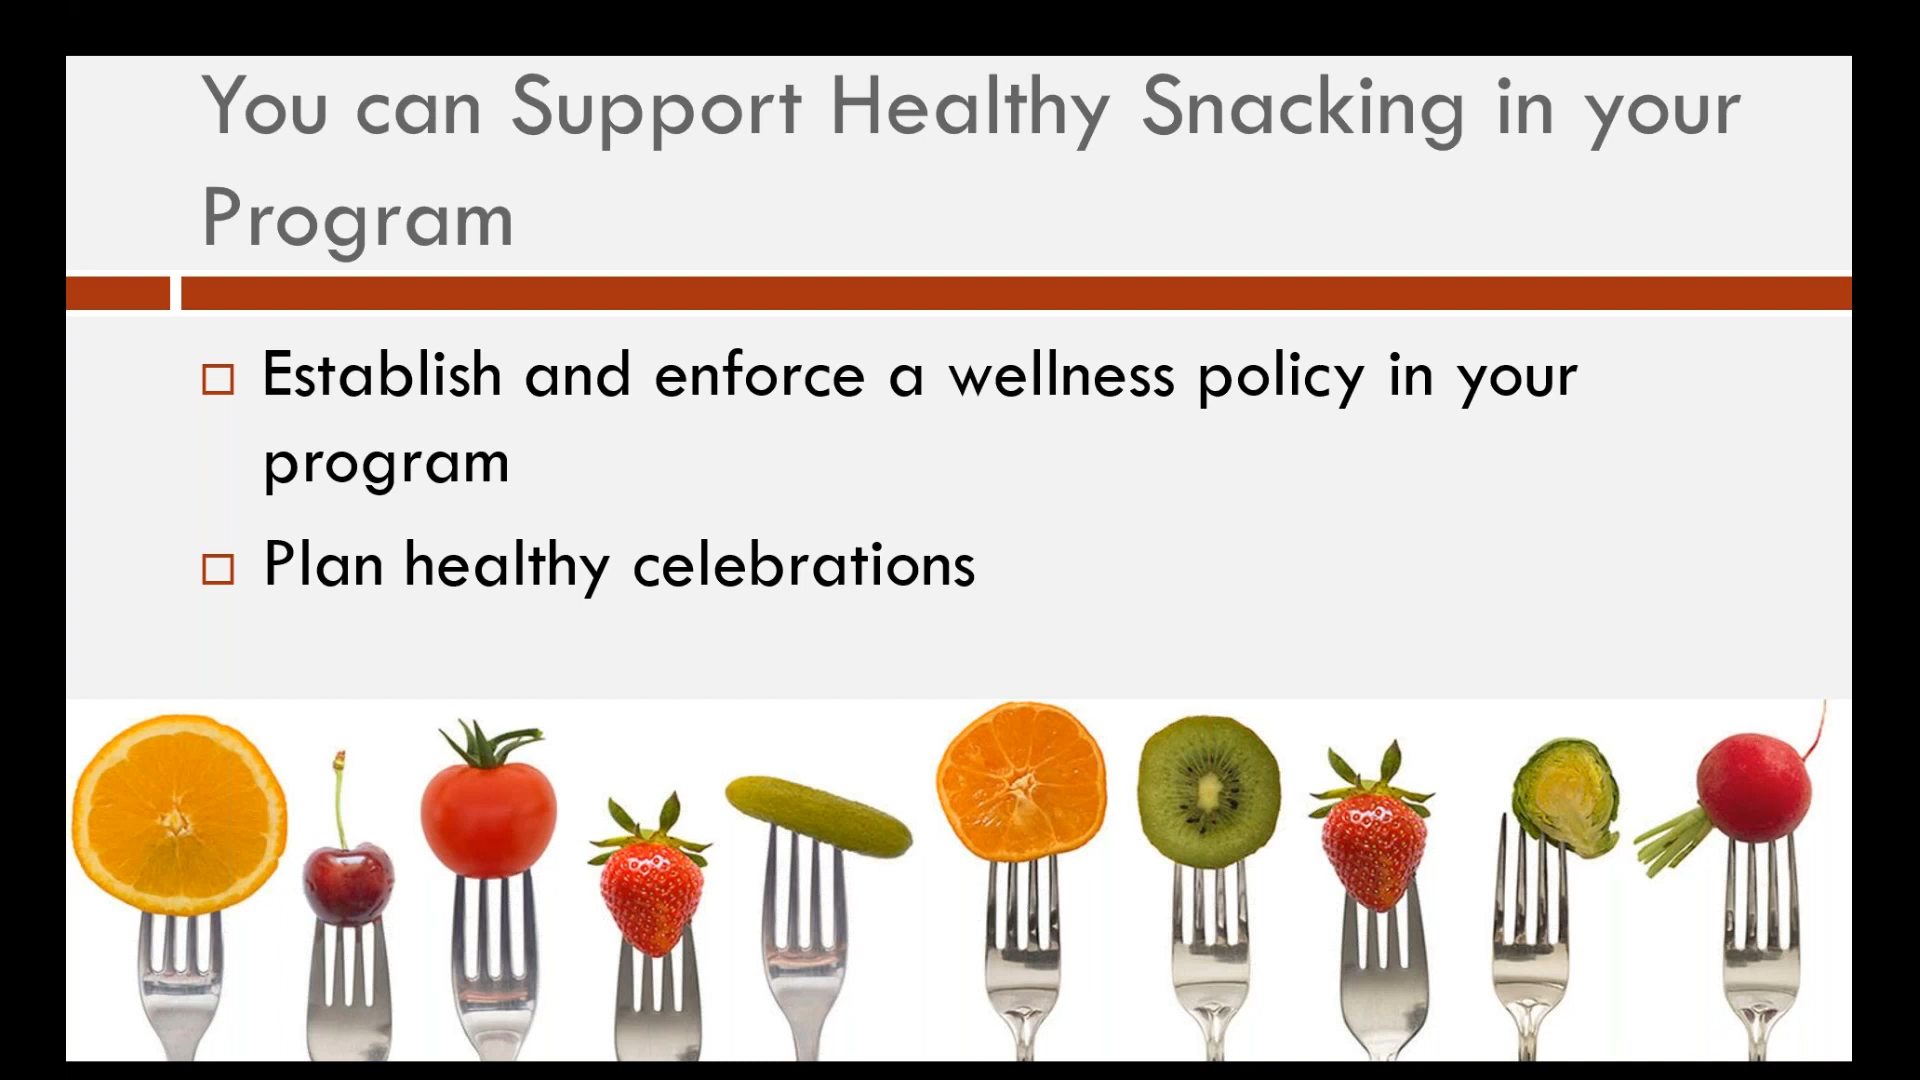 You can Support Healthy Snacking in your
Program
Establish and enforce a wellness policy in your
program
Plan healthy celebrations